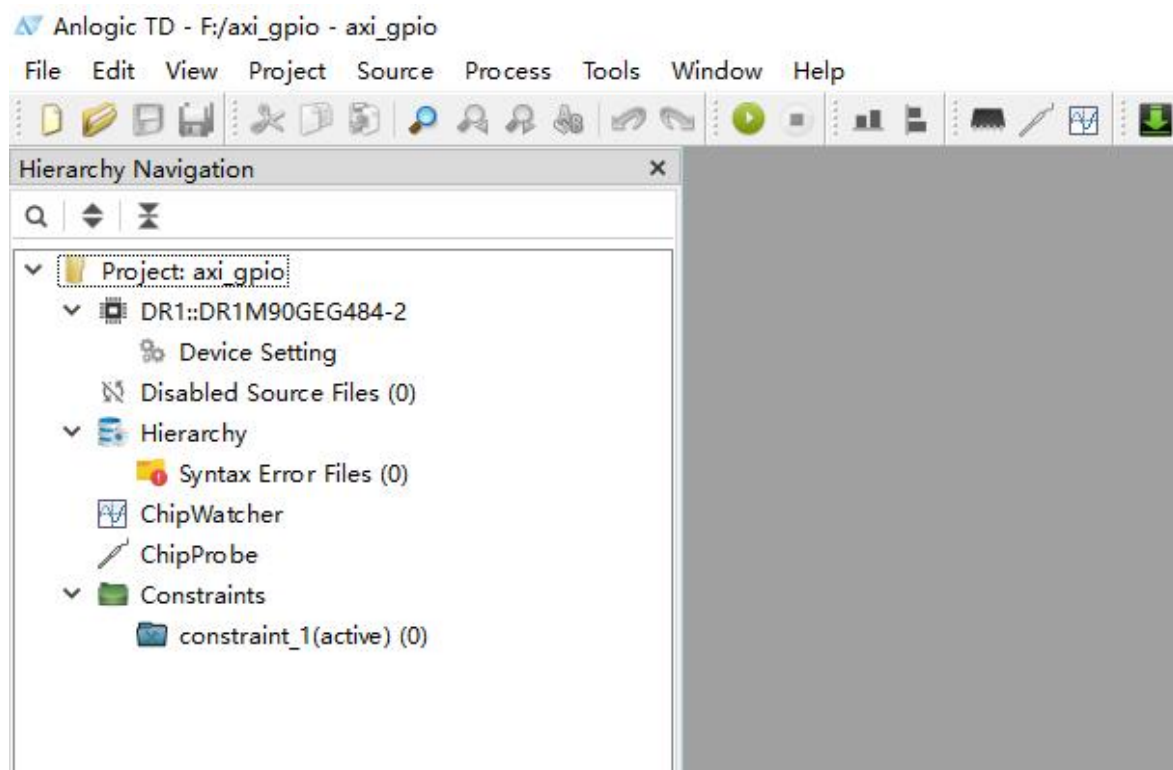 Anlogic TD - F:/axi_gpio - axi_gpio
File Edit View Project Source Process Tools Window Help
Hierarchy Navigation
Project: axi_gpio
DR1::DR1M90GEG484-2
Device Setting
Disabled Source Files (0)
Hierarchy
Syntax Error Files (0)
ChipWatcher
ChipProbe
Constraints
constraint_1(active) (0)